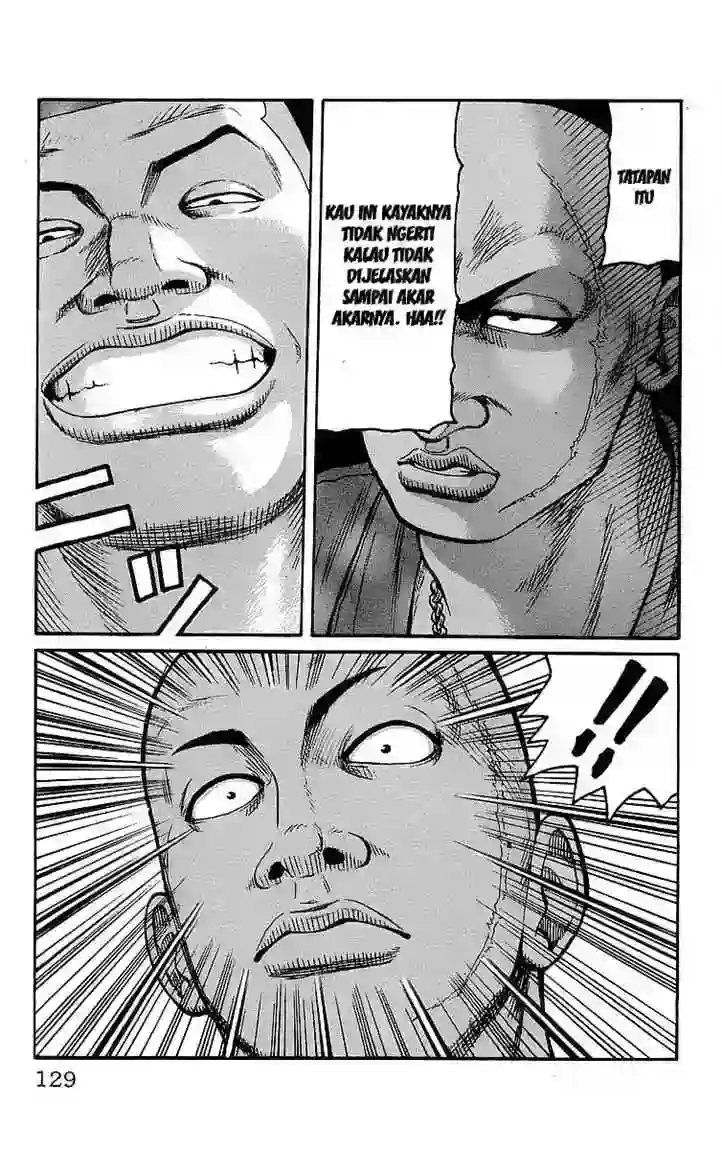 TATAPAN
ITU
KAU INI KAYAKNYA
TIDAK NGERTI
KALAU TIDAK
DIJELASKAN
SAMPAI AKAR
AKARNYA. HAA!!
!!
129